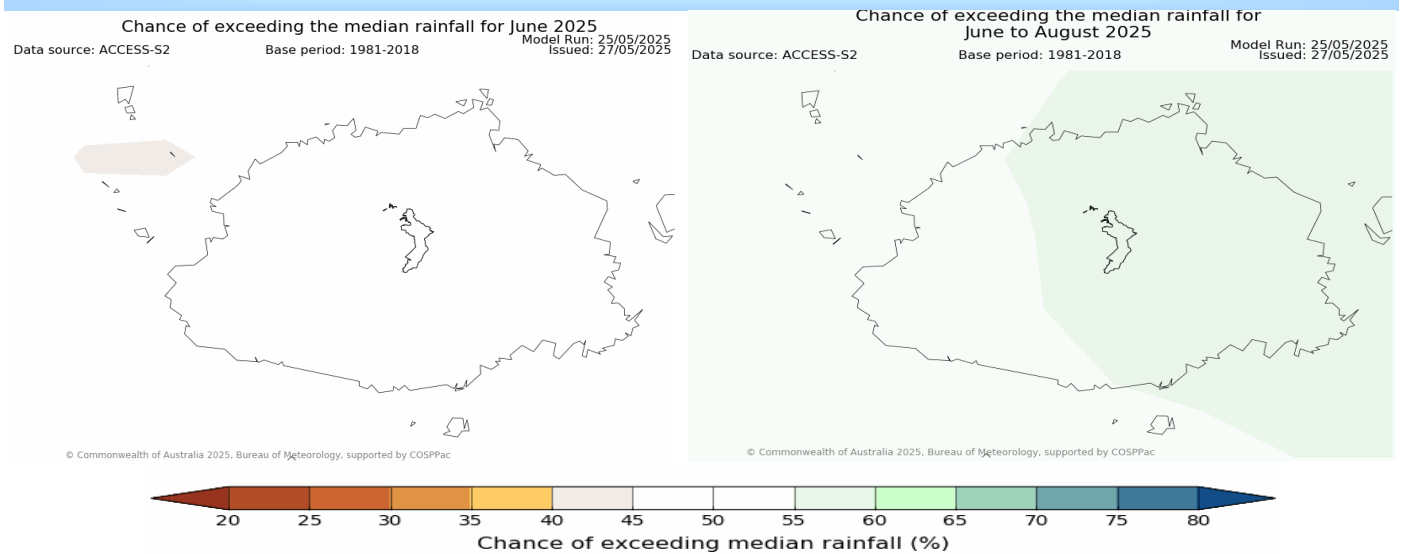 Chance of exceeding the median rainfall for June 2025
Model Run: 25/05/2025
Data source: ACCESS-S2 Base period: 1981-2018 Issued: 27/05/2025
© Commonwealth of Australia 2025, Bureau of Meteorology, supported by COSPPac
Chance of exceeding the median rainfall for
June to August 2025
Model Run: 25/05/2025
Data source: ACCESS-S2 Base period: 1981-2018 Issued: 27/05/2025
© Commonwealth of Australia 2025, Bureau of Meteorology, supported by COSPPac
20 25 30 35 40 45 50 55 60 65 70 75 80
Chance of exceeding median rainfall (%)